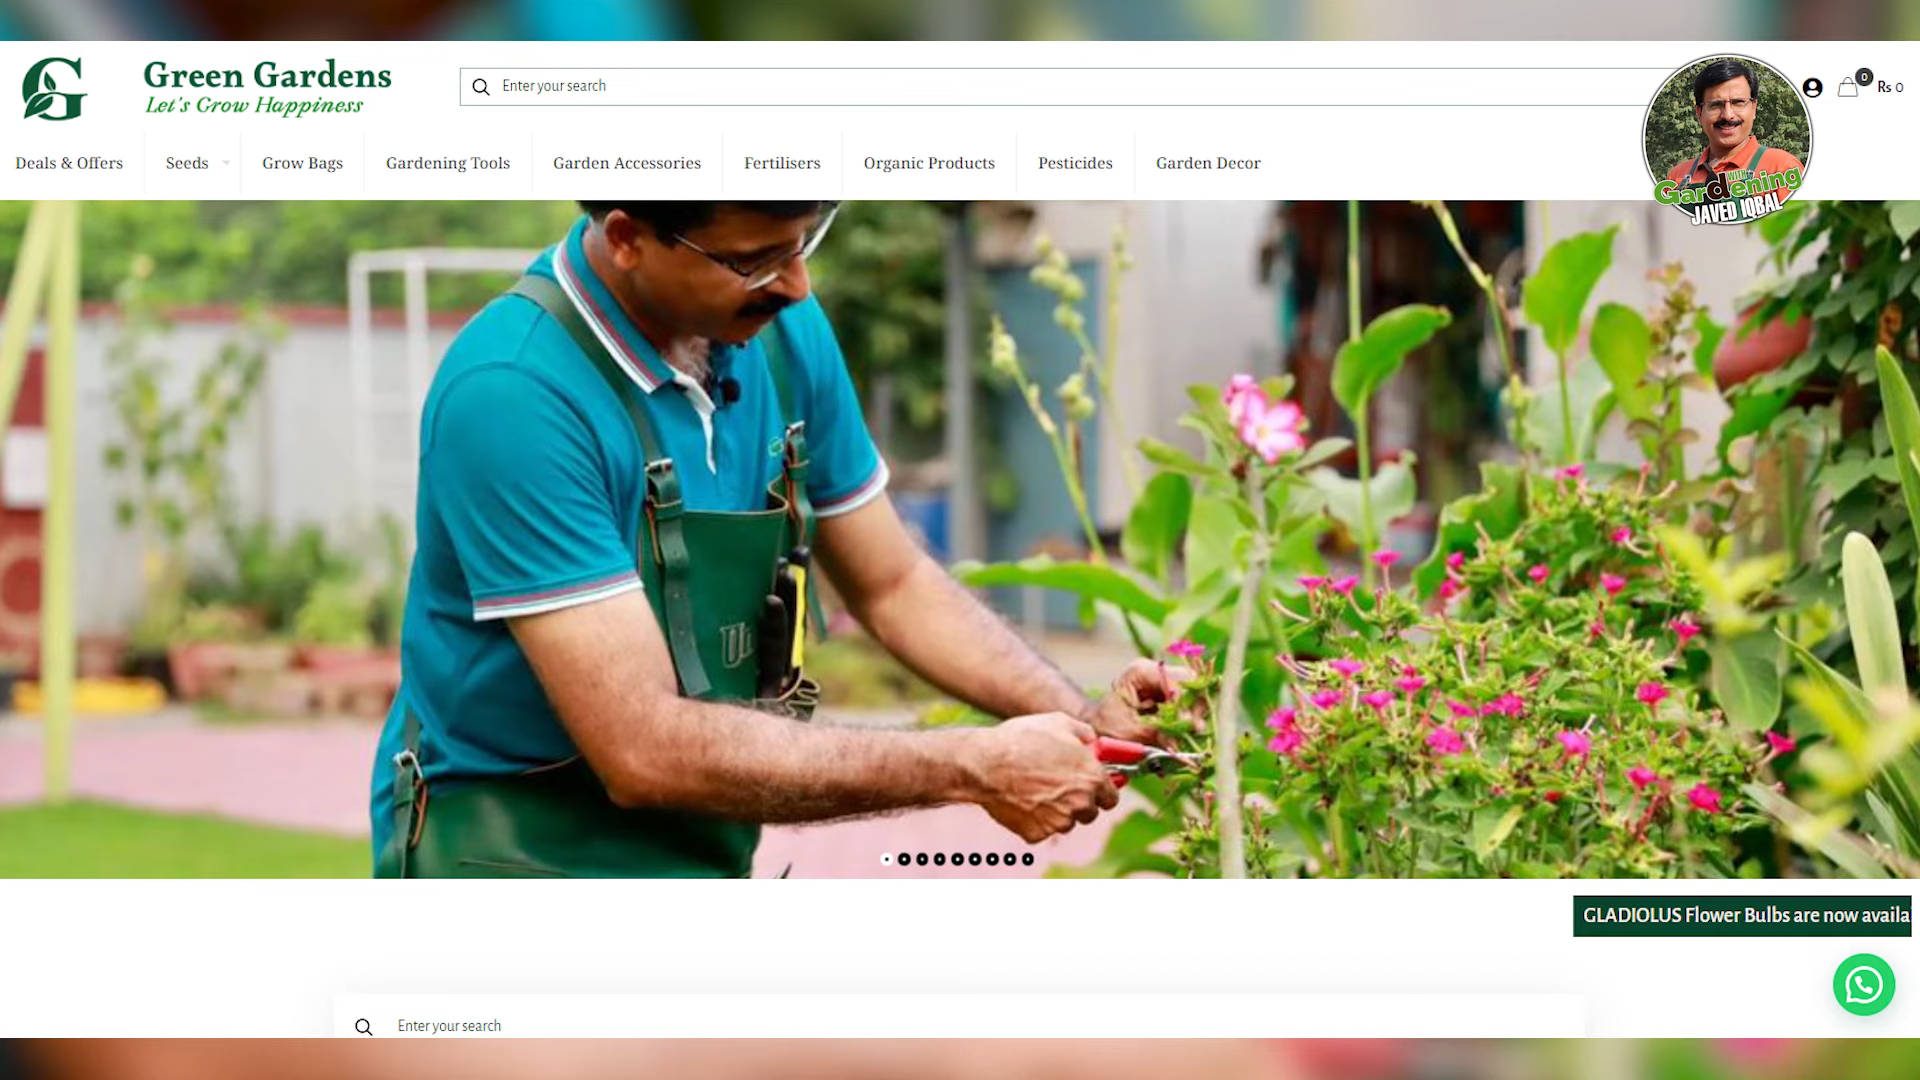 Green Gardens
Let's Grow Happiness
Enter your search
0
Rs 0
Deals & Offers
Seeds
Grow Bags
Gardening Tools
Garden Accessories
Fertilisers
Organic Products
Pesticides
Garden Decor
Gardening
WITH
JAVED IQBAL
GLADIOLUS Flower Bulbs are now availa
Enter your search